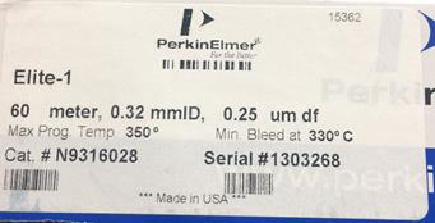 15362
PerkinElmer
For the Better
Elite-1
60 meter, 0.32 mmID, 0.25 um df
Max Prog. Temp 350° Min. Bleed at 330° C
Cat. # N9316028 Serial #1303268
*** Made in USA ***